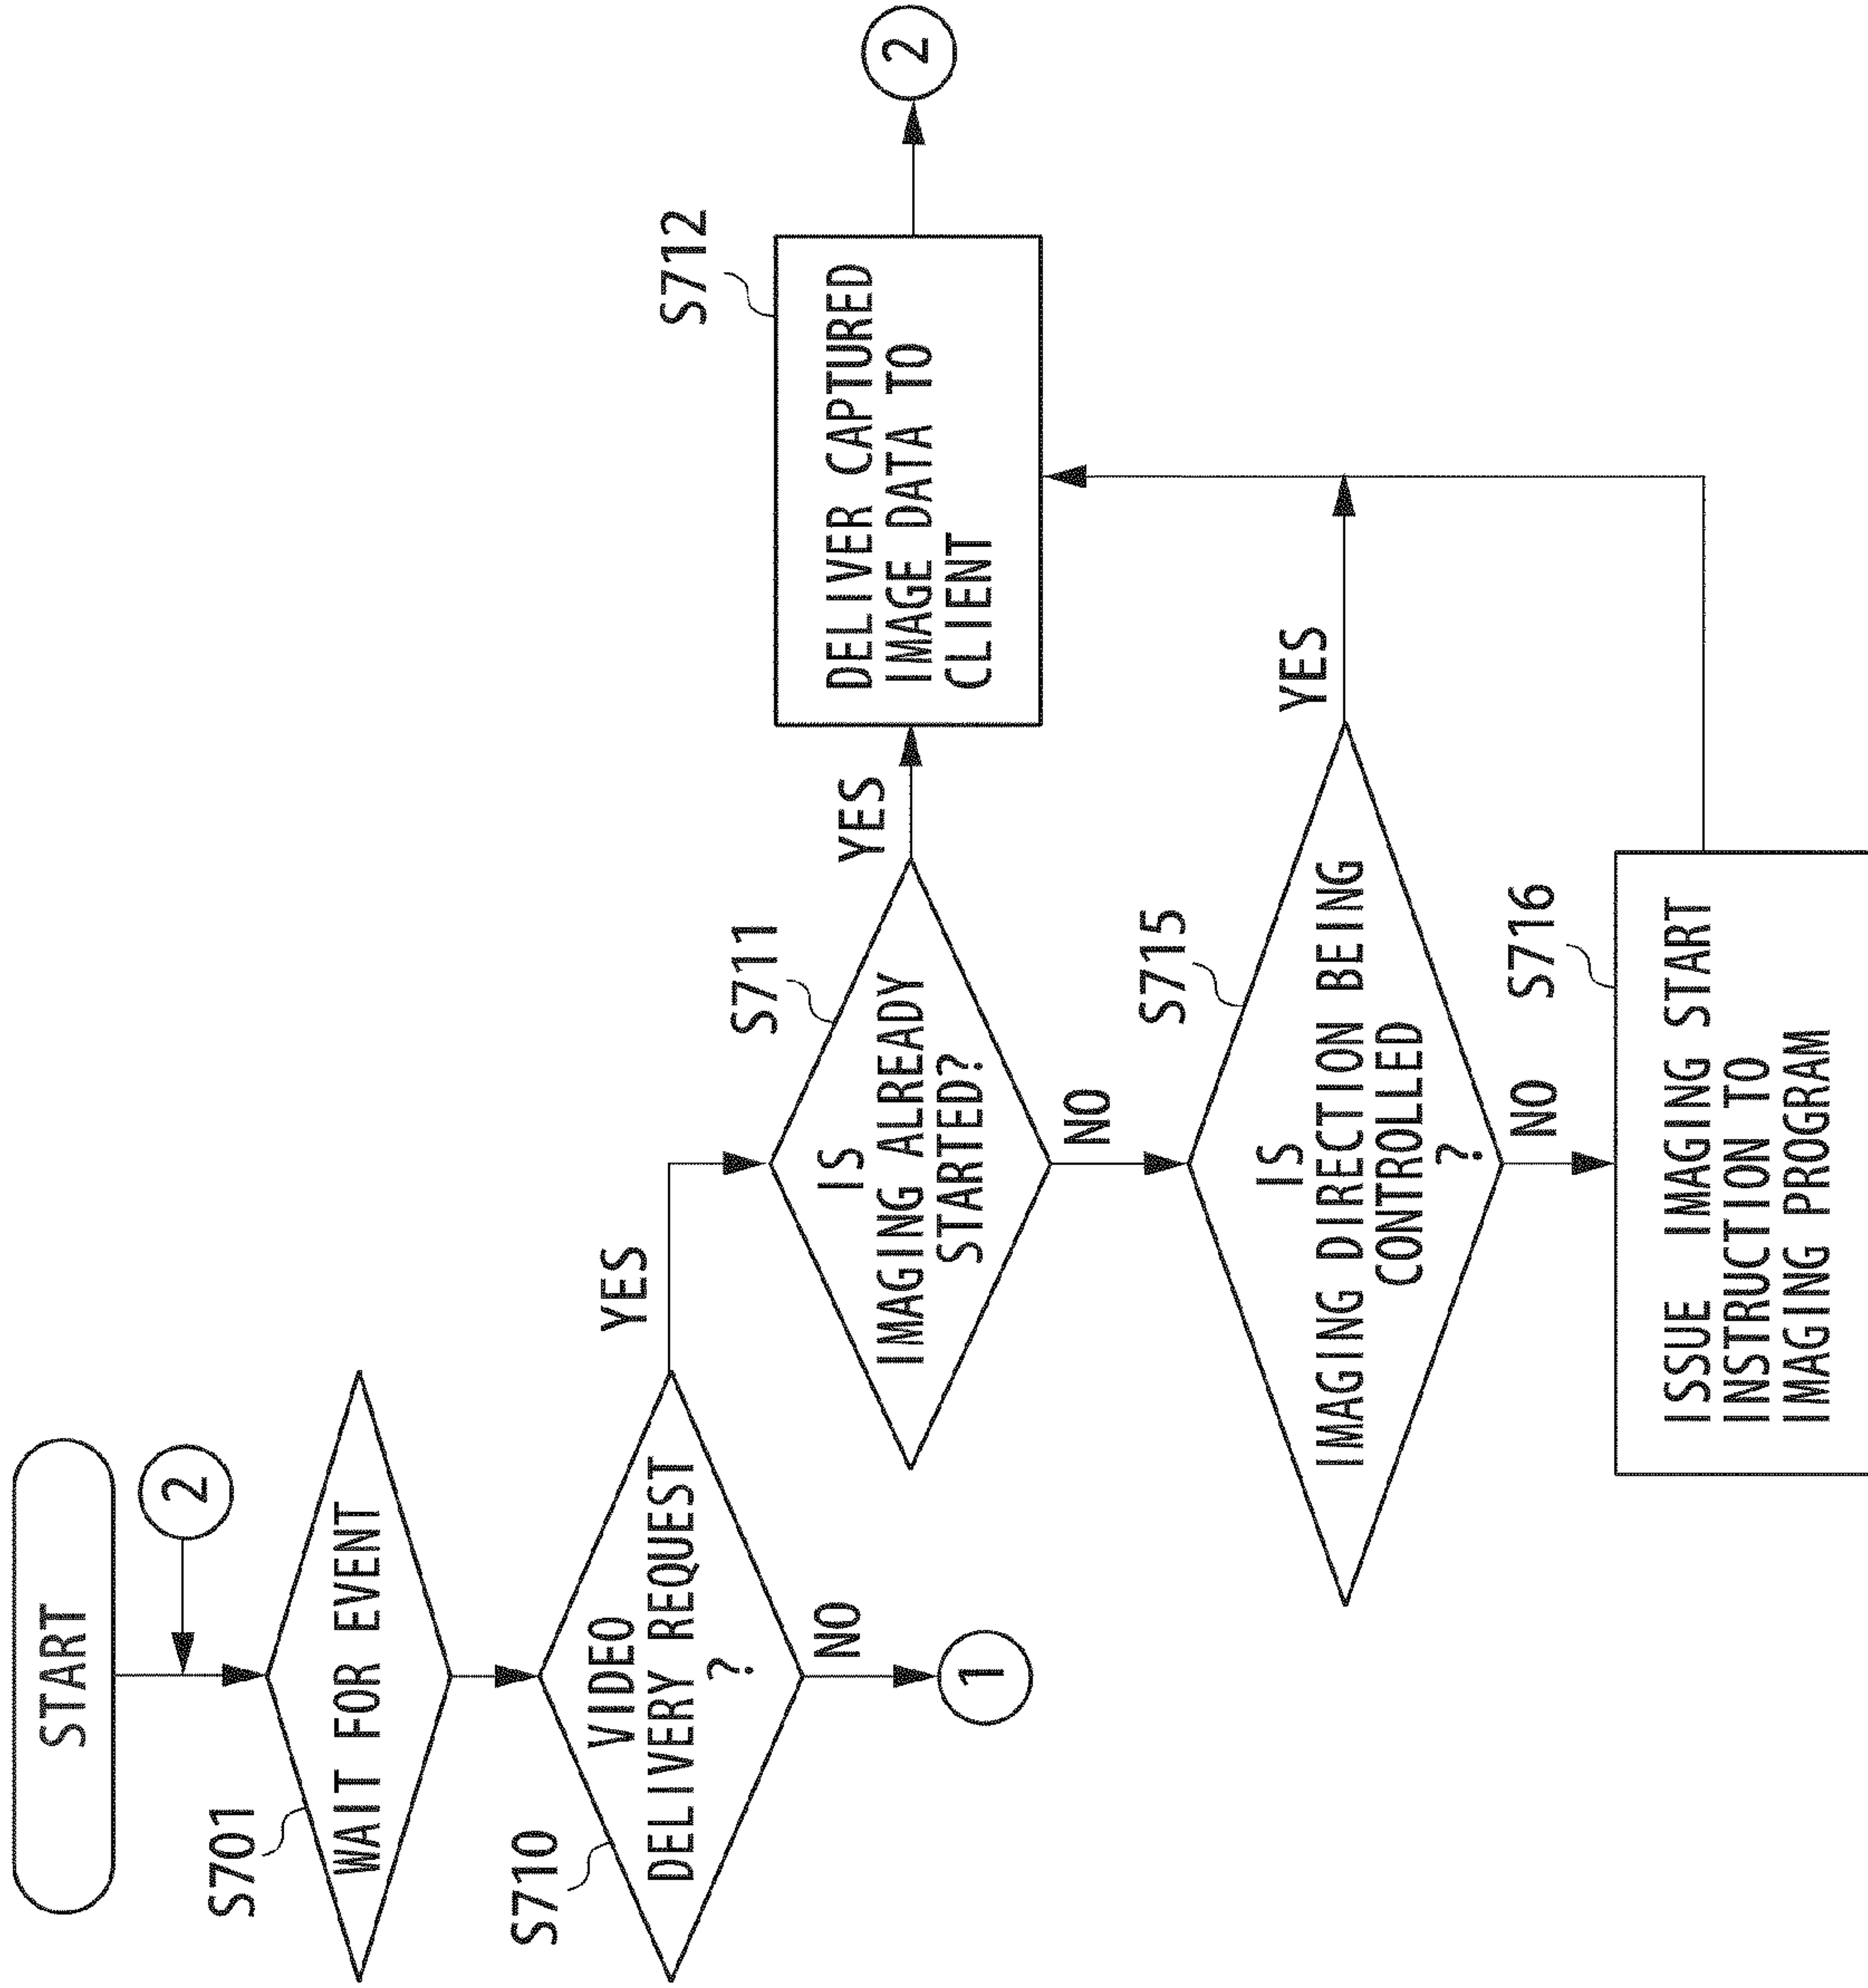 START
2
S701
WAIT FOR EVENT
S710
VIDEO
DELIVERY REQUEST
?
YES
NO
1
S711
IS
IMAGING ALREADY
STARTED?
YES
NO
S712
DELIVER CAPTURED
IMAGE DATA TO
CLIENT
2
S715
IS
IMAGING DIRECTION BEING
CONTROLLED
?
YES
NO
S716
ISSUE IMAGING START
INSTRUCTION TO
IMAGING PROGRAM